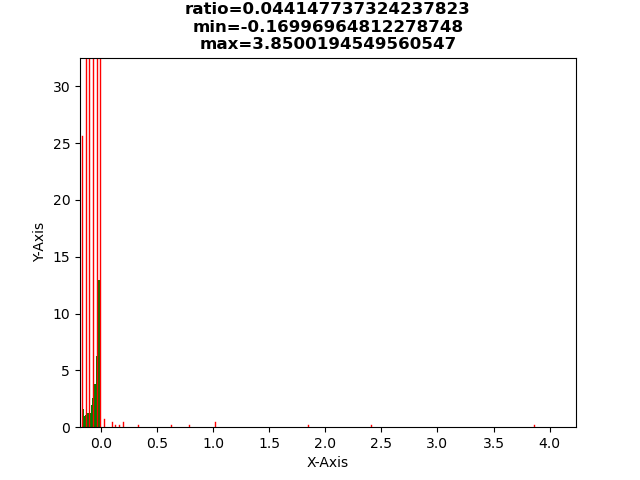 ratio=0.044147737324237823
min=-0.16996964812278748
max=3.8500194549560547
30
25
20
15
10
5
0
Y-Axis
0.0 0.5 1.0 1.5 2.0 2.5 3.0 3.5 4.0
X-Axis